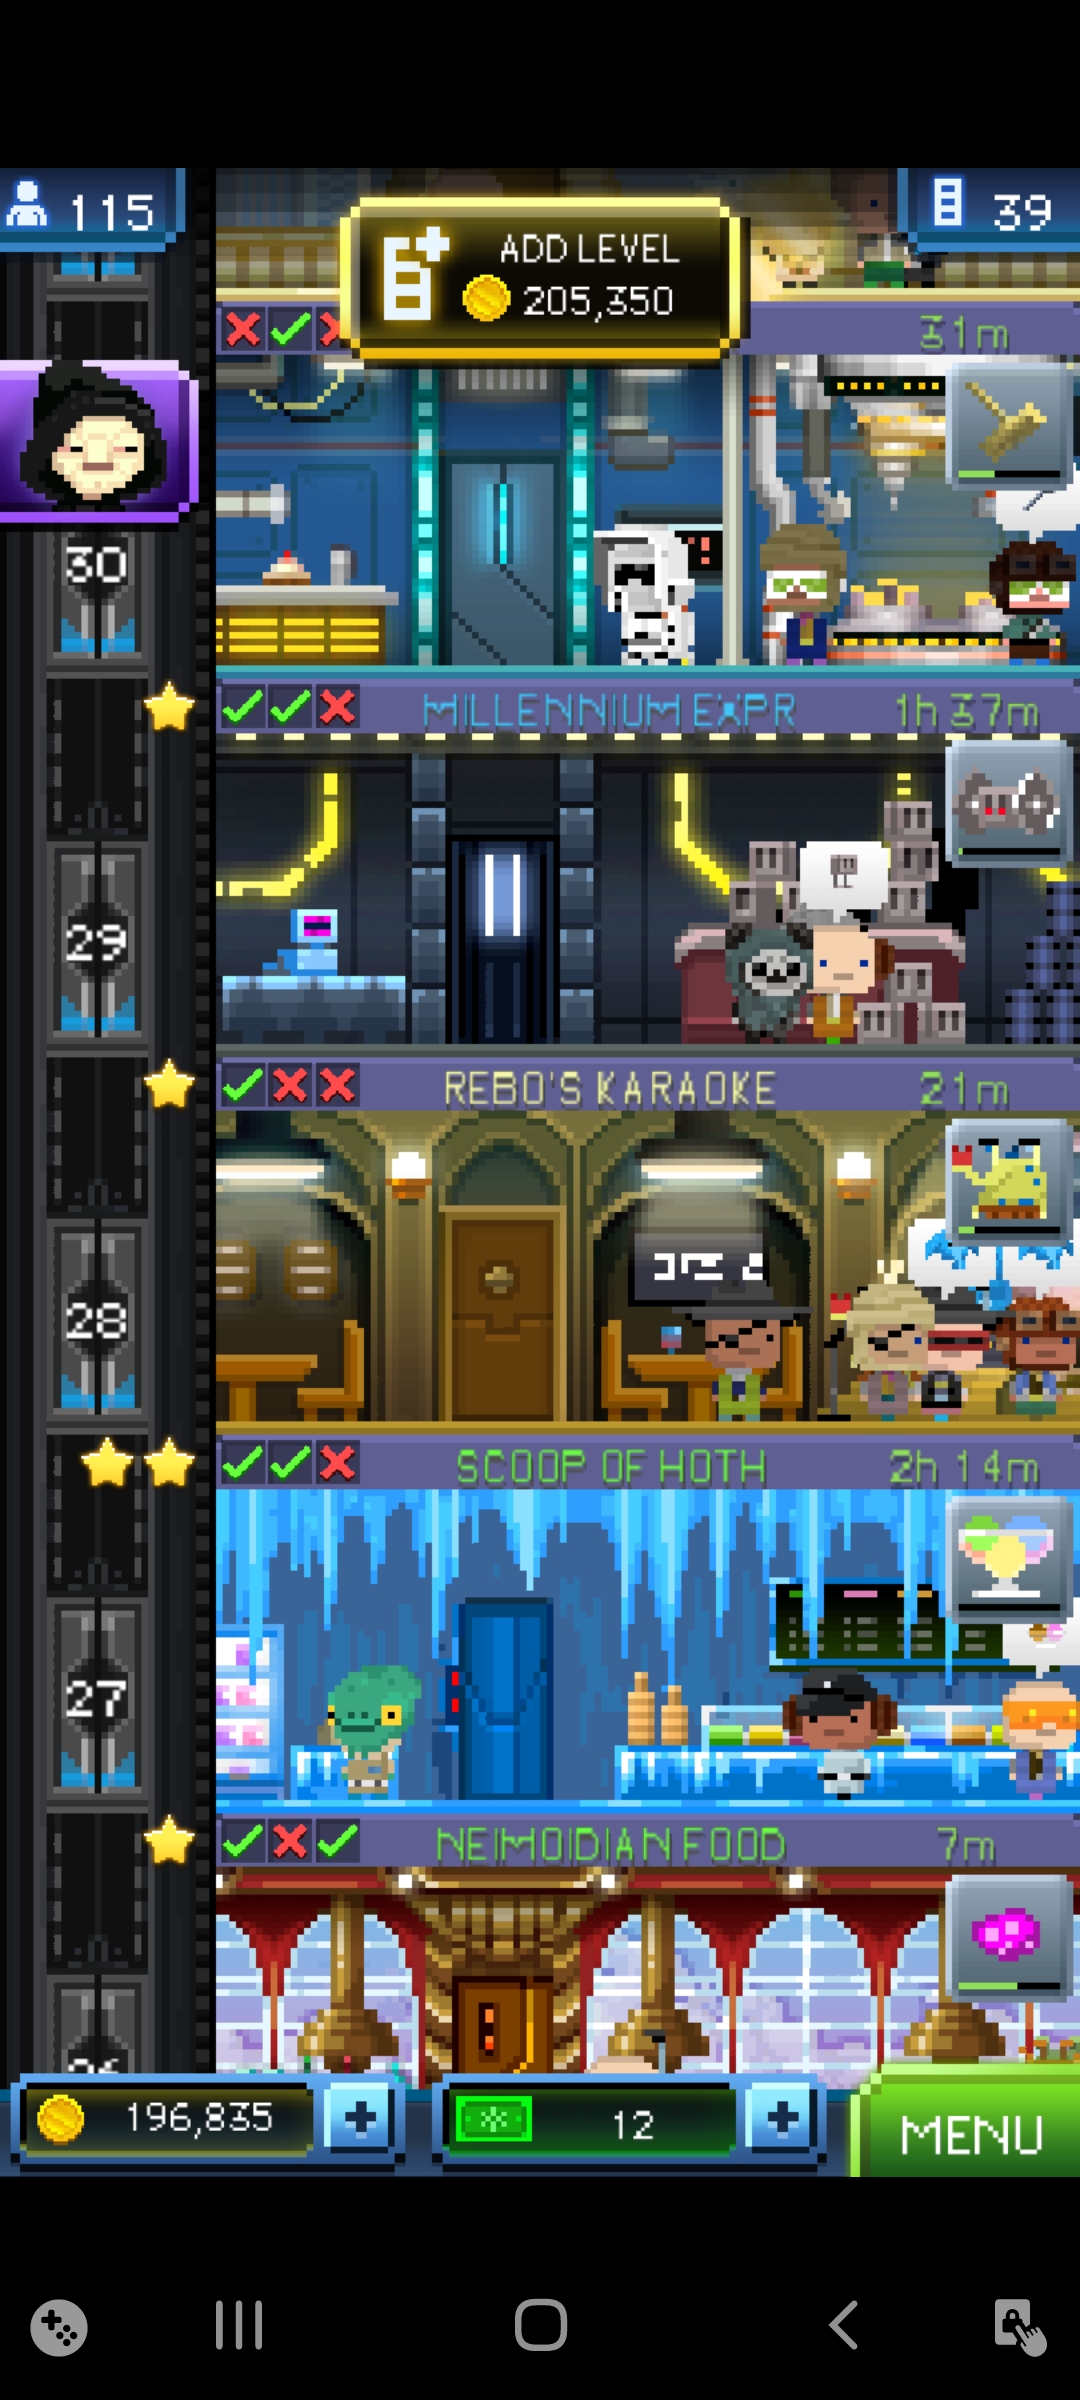 115
39
ADD LEVEL
205,350
31m
30
MILLENNIUM EXPR
1h 37m
29
REBO'S KARAOKE
21m
28
SCOOP OF HOTH
2h 14m
27
NEIMOIDIAN FOOD
7m
26
196,835
12
MENU